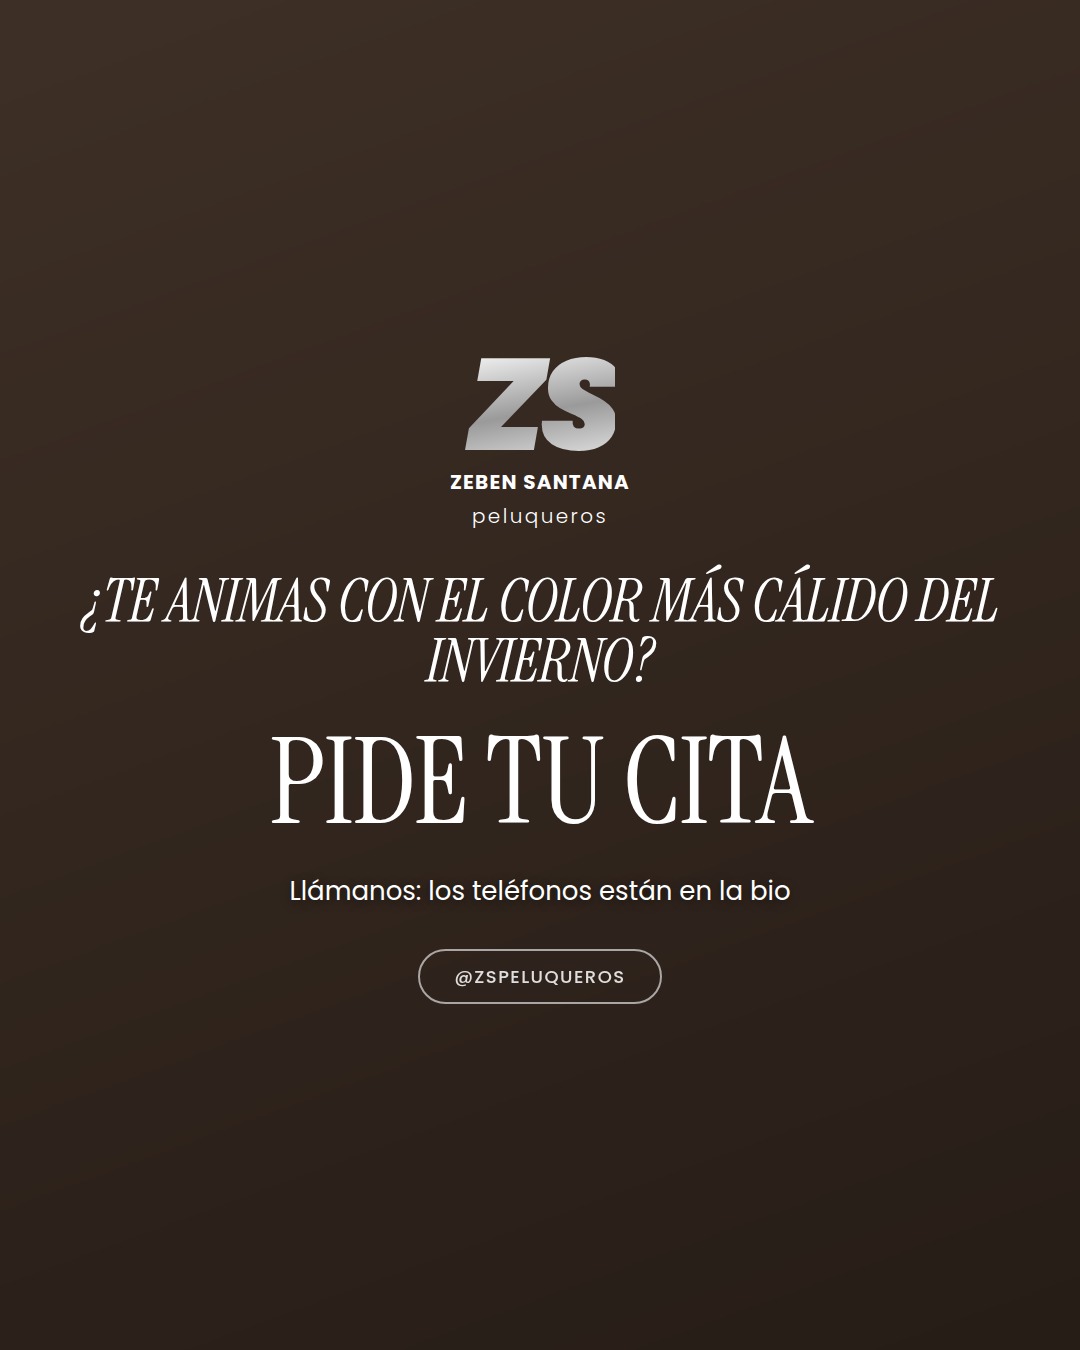 ZS
ZEBEN SANTANA
peluqueros
¿TE ANIMAS CON EL COLOR MÁS CÁLIDO DEL
INVIERNO?
PIDE TU CITA
Llámanos: los teléfonos están en la bio
@ZSPELUQUEROS